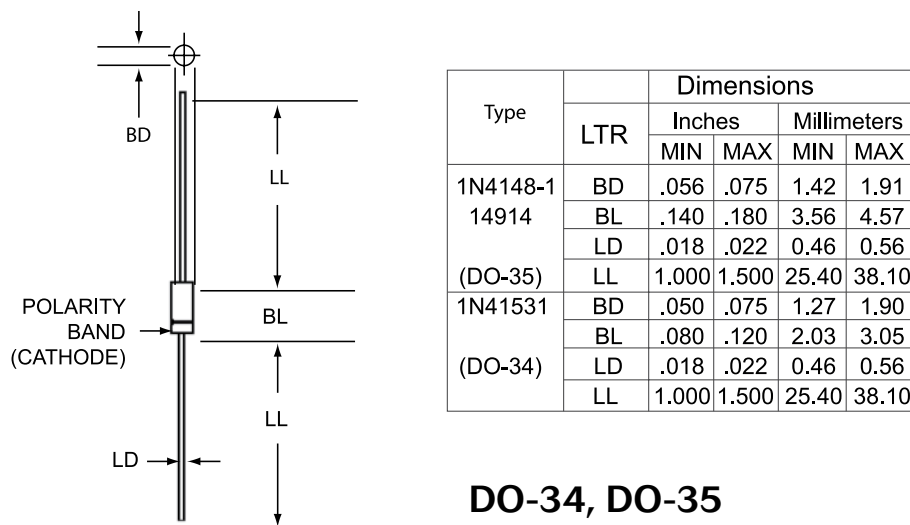 BD
LL
POLARITY
BAND
(CATHODE)
BL
LL
LD
Type LTR Dimensions
Inches Millimeters
MIN MAX MIN MAX
1N4148-1 BD .056 .075 1.42 1.91
14914 BL .140 .180 3.56 4.57
LD .018 .022 0.46 0.56
(DO-35) LL 1.000 1.500 25.40 38.10
1N41531 BD .050 .075 1.27 1.90
BL .080 .120 2.03 3.05
(DO-34) LD .018 .022 0.46 0.56
LL 1.000 1.500 25.40 38.10
DO-34, DO-35